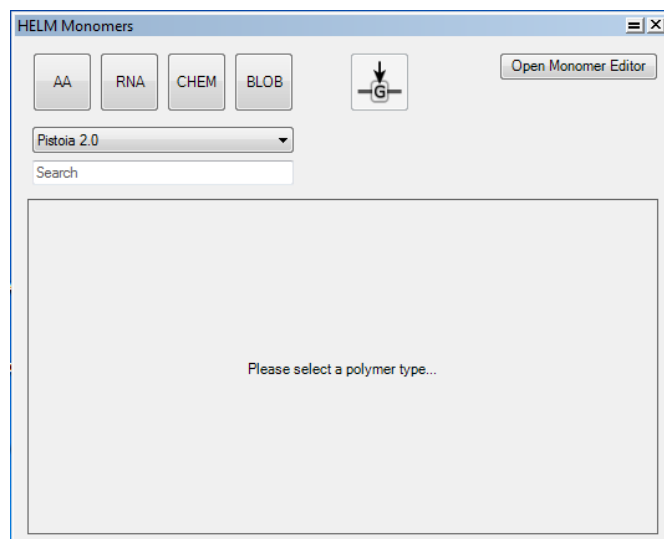 HELM Monomers
AA RNA CHEM BLOB G Open Monomer Editor
Pistoia 2.0
Search
Please select a polymer type...